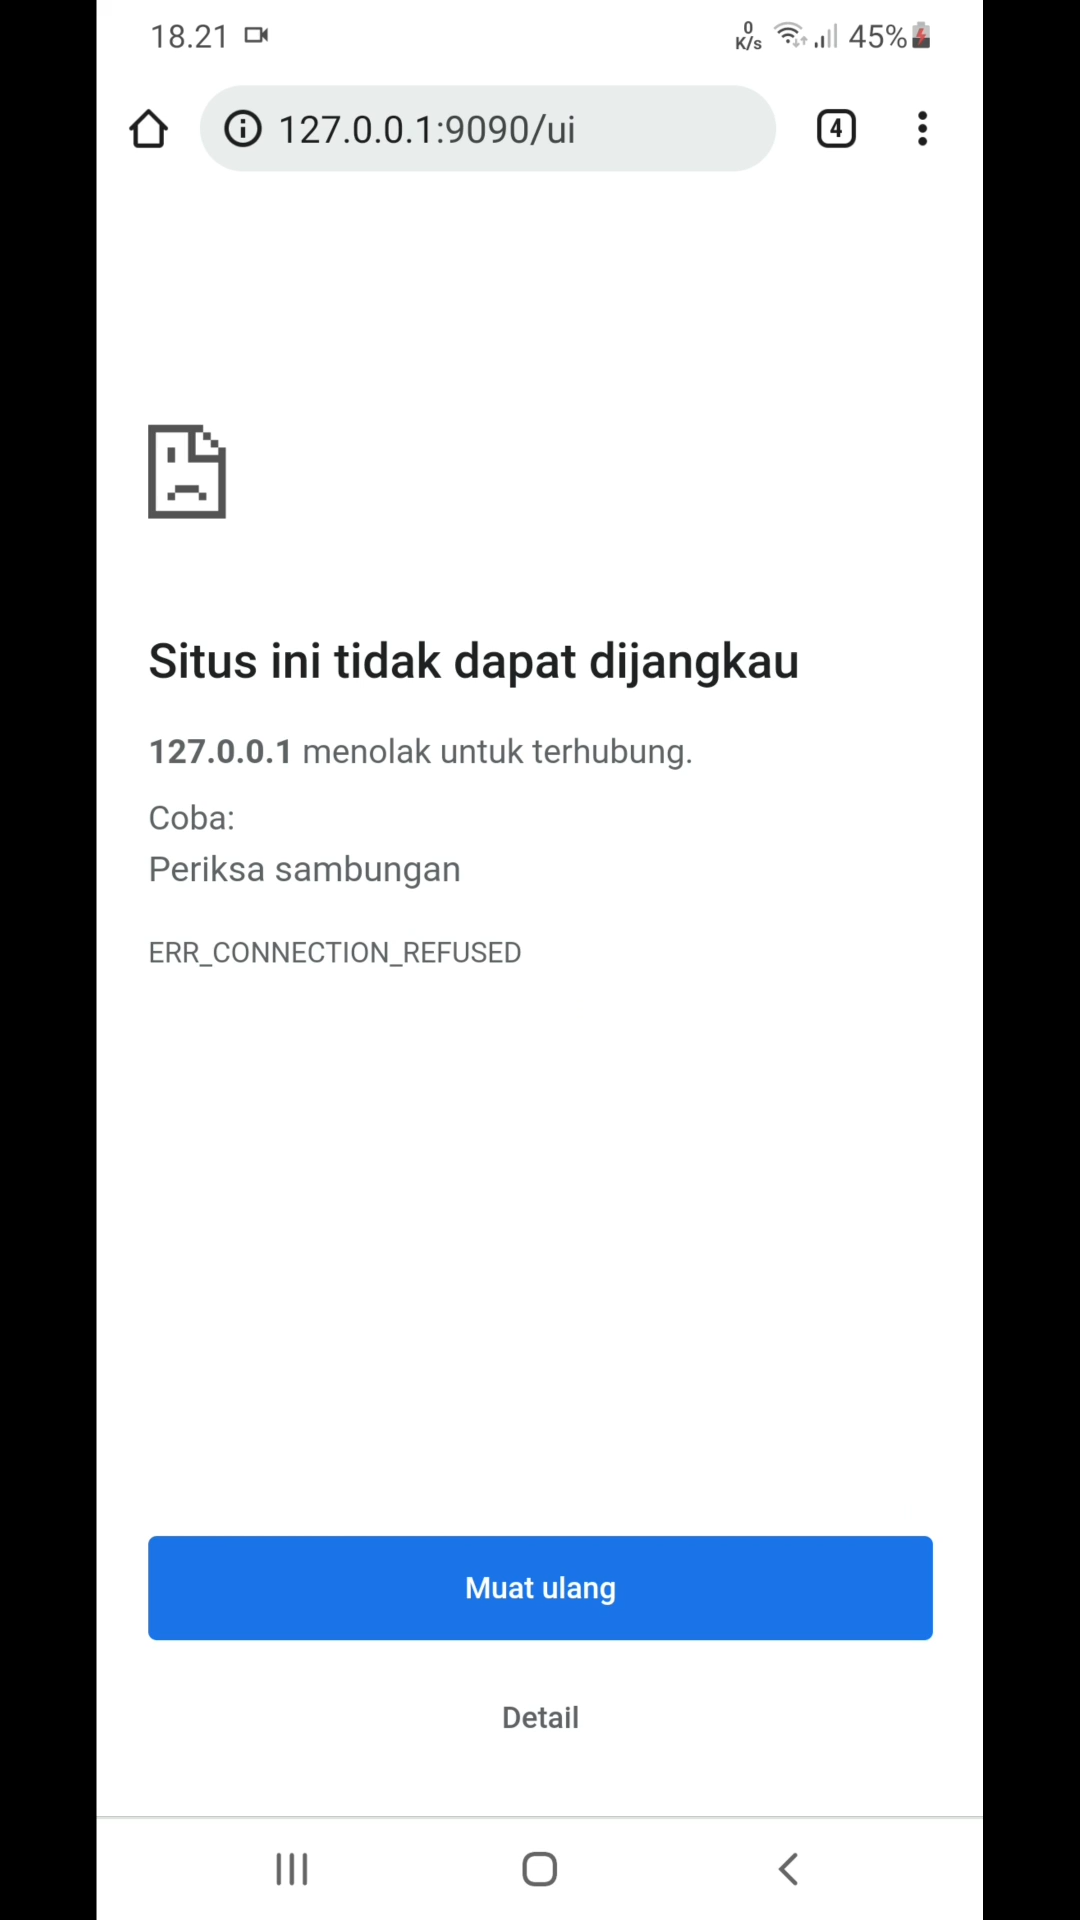 18.21
0
K/s
45%
127.0.0.1:9090/ui
4
Situs ini tidak dapat dijangkau
127.0.0.1 menolak untuk terhubung.
Coba:
Periksa sambungan
ERR_CONNECTION_REFUSED
Muat ulang
Detail